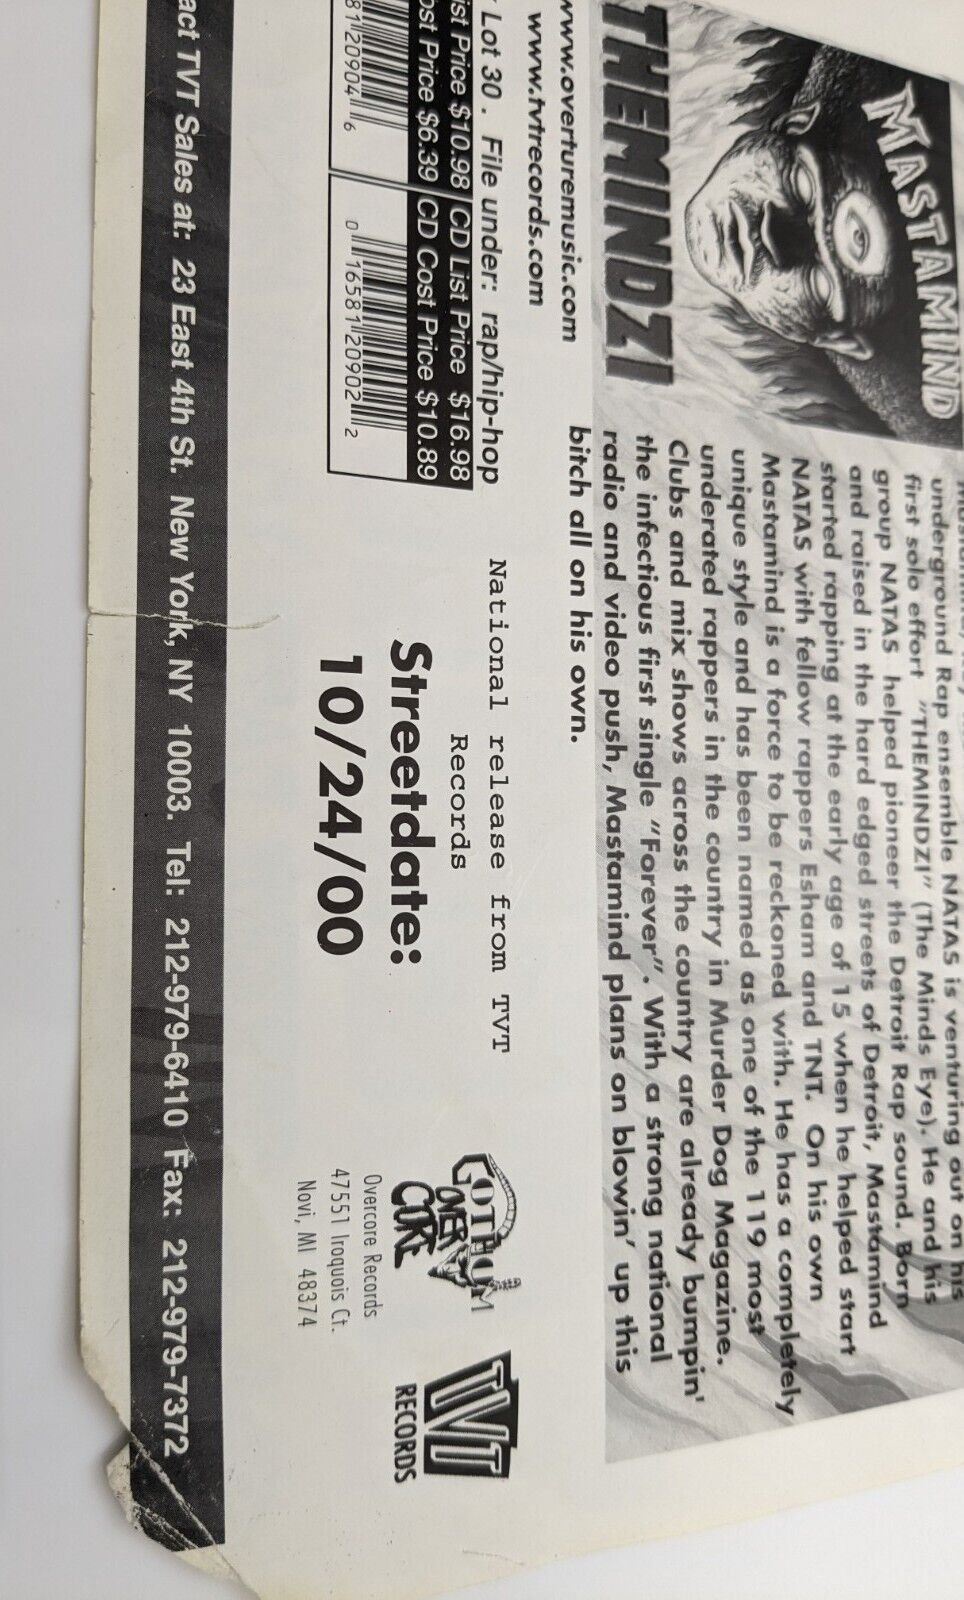 MASTAMIND
THEMINDZI
underground Rap ensemble NATAS is venturing out on his
first solo effort "THEMINDZI" (The Minds Eye). He and his
group NATAS helped pioneer the Detroit Rap sound. Born
and raised in the hard edged streets of Detroit, Mastamind
started rapping at the early age of 15 when he helped start
NATAS with fellow rappers Esham and TNT. On his own
Mastamind is a force to be reckoned with. He has a completely
unique style and has been named as one of the 119 most
underated rappers in the country in Murder Dog Magazine.
Clubs and mix shows across the country are already bumpin'
the infectious first single "Forever". With a strong national
radio and video push, Mastamind plans on blowin' up this
bitch all on his own.
www.overturemusic.com
www.tvtrecords.com
Lot 30 . File under: rap/hip-hop
ist Price $10.98 CD List Price $16.98
ost Price $6.39 CD Cost Price $10.89
81 20904 6
0 16581 20902 2
National release from TVT
Records
Streetdate:
10/24/00
GOTHOM
OVER
CORE
Overcore Records
47551 Iroquois Ct.
Novi, MI 48374
TVT
RECORDS
act TVT Sales at: 23 East 4th St. New York, NY 10003. Tel: 212-979-6410 Fax: 212-979-7372